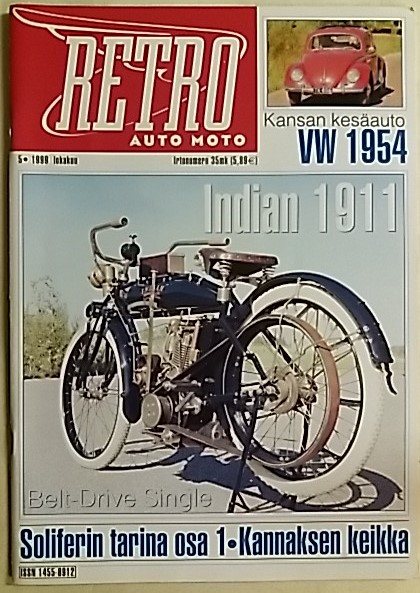 RETRO
AUTO MOTO
5• 1999 lokakuu
Irtonumero 35mk (5,89€)
Kansan kesäauto
VW 1954
Indian 1911
Belt-Drive Single
Soliferin tarina osa 1•Kannaksen keikka
ISSN 1455-8912